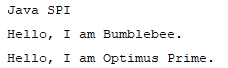 Java SPI
Hello, I am Bumblebee.
Hello, I am Optimus Prime.